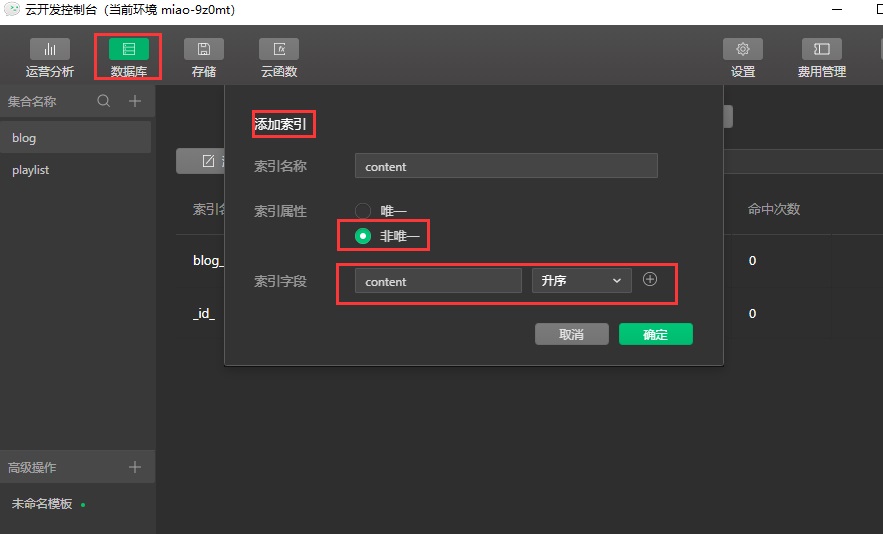 云开发控制台（当前环境 miao-9z0mt）
运营分析
数据库
存储
云函数
设置
费用管理
集合名称
blog
playlist
添加索引
索引名称
content
索引属性
唯一
非唯一
索引字段
content
升序
取消
确定
命中次数
blog_
0
_id_
0
高级操作
未命名模板